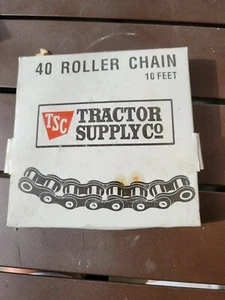 40 ROLLER CHAIN
10 FEET
TSC
TRACTOR
SUPPLY CO